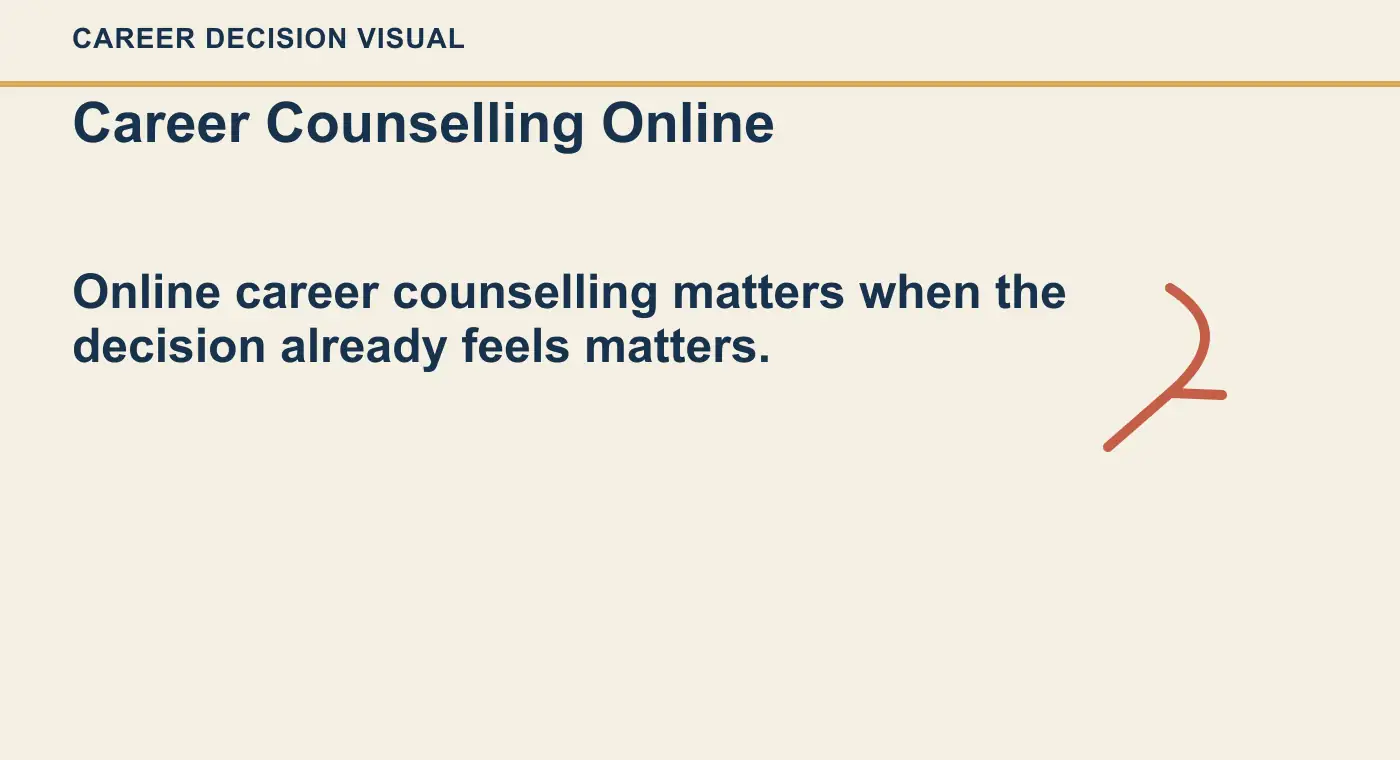 CAREER DECISION VISUAL
Career Counselling Online
Online career counselling matters when the
decision already feels matters.